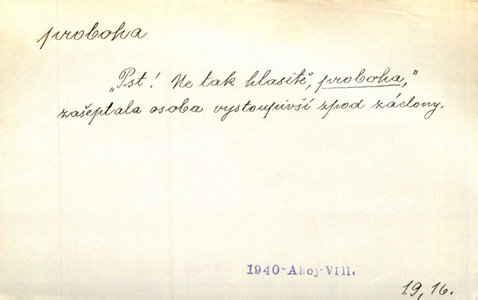 proboha
„Pst! Ne tak hlasitě, proboha,"
zašeptala osoba vystoupivší zpod záclony.
1940-Ahoj-VIII.
19, 16.